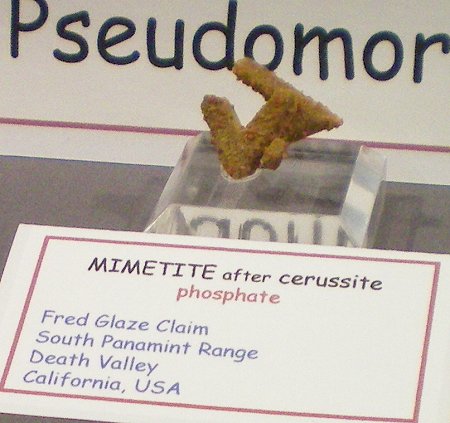 Pseudomor
MIMETITE after cerussite
phosphate
Fred Glaze Claim
South Panamint Range
Death Valley
California, USA